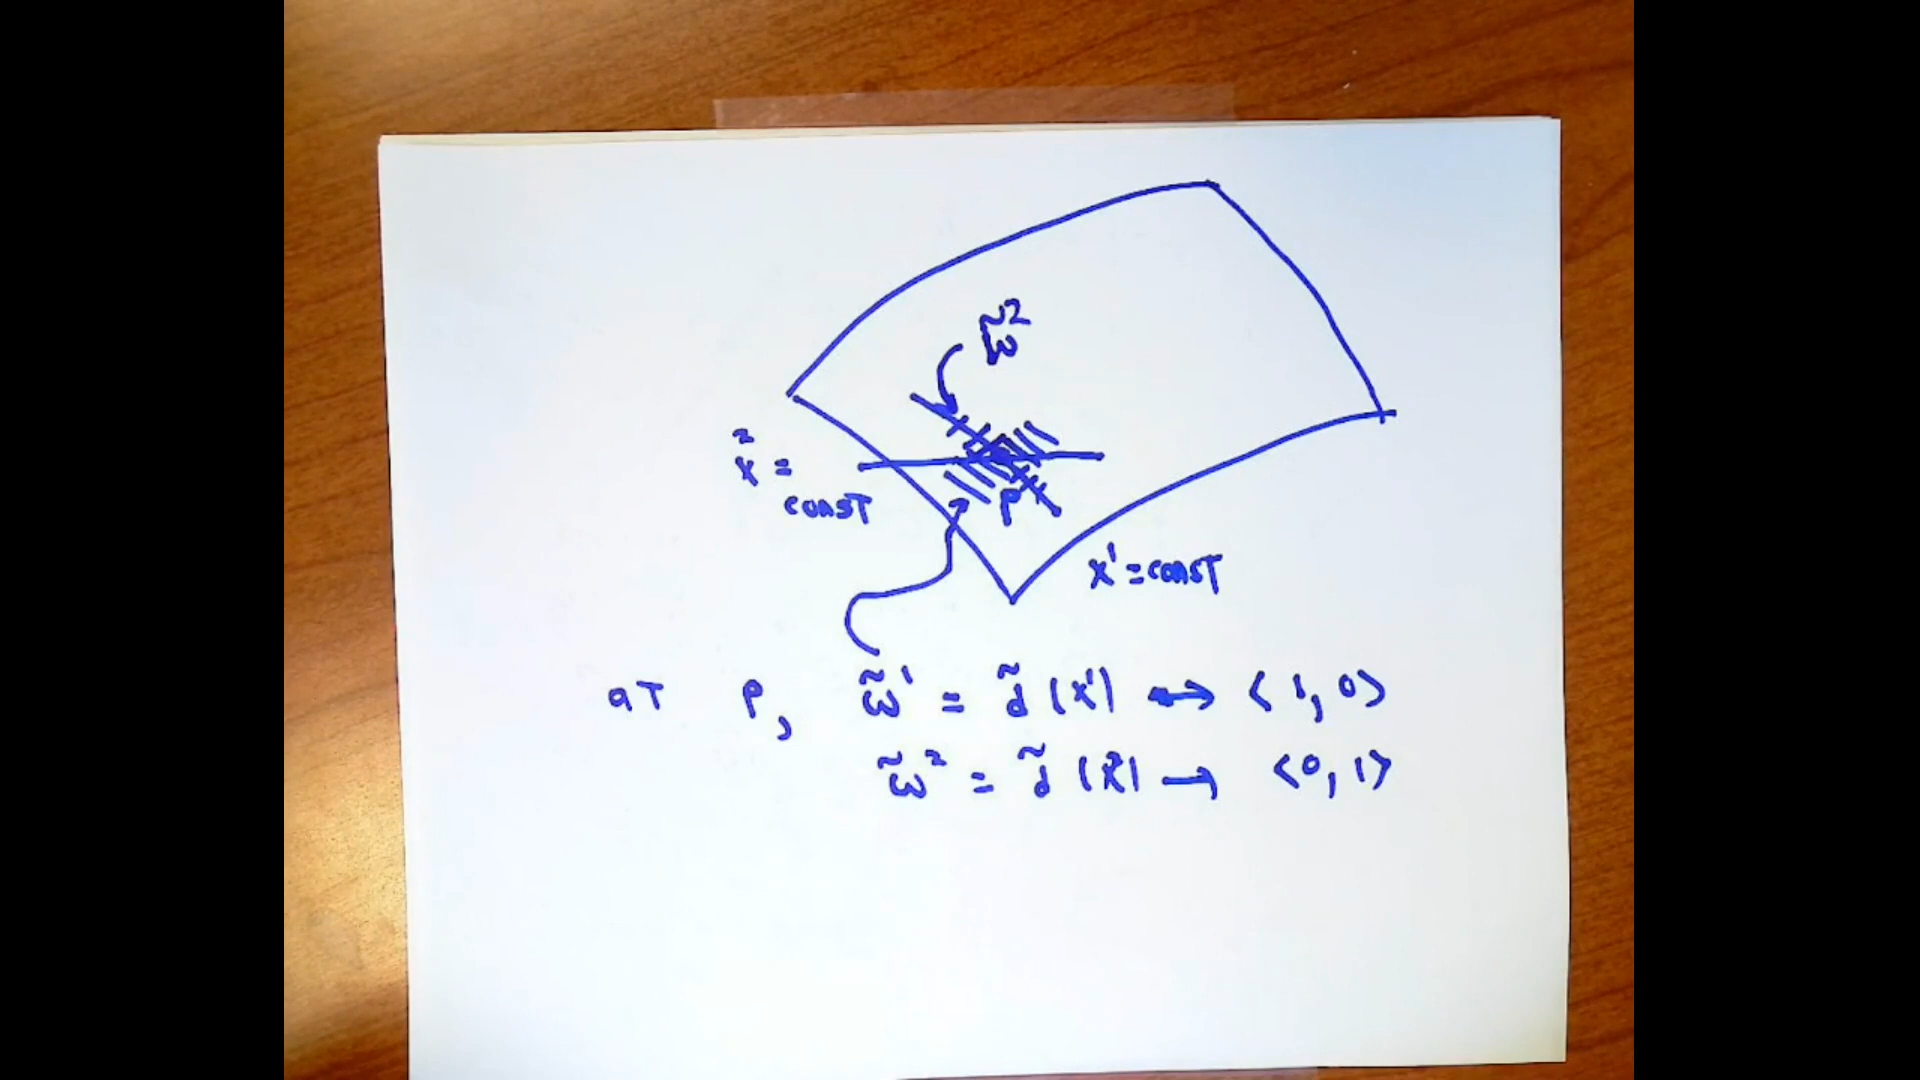 ω̃²
x² =
const
P
x¹ = const
at P, ω̃¹ = d̃(x¹) ↔ <1, 0>
ω̃² = d̃(x²) → <0, 1>